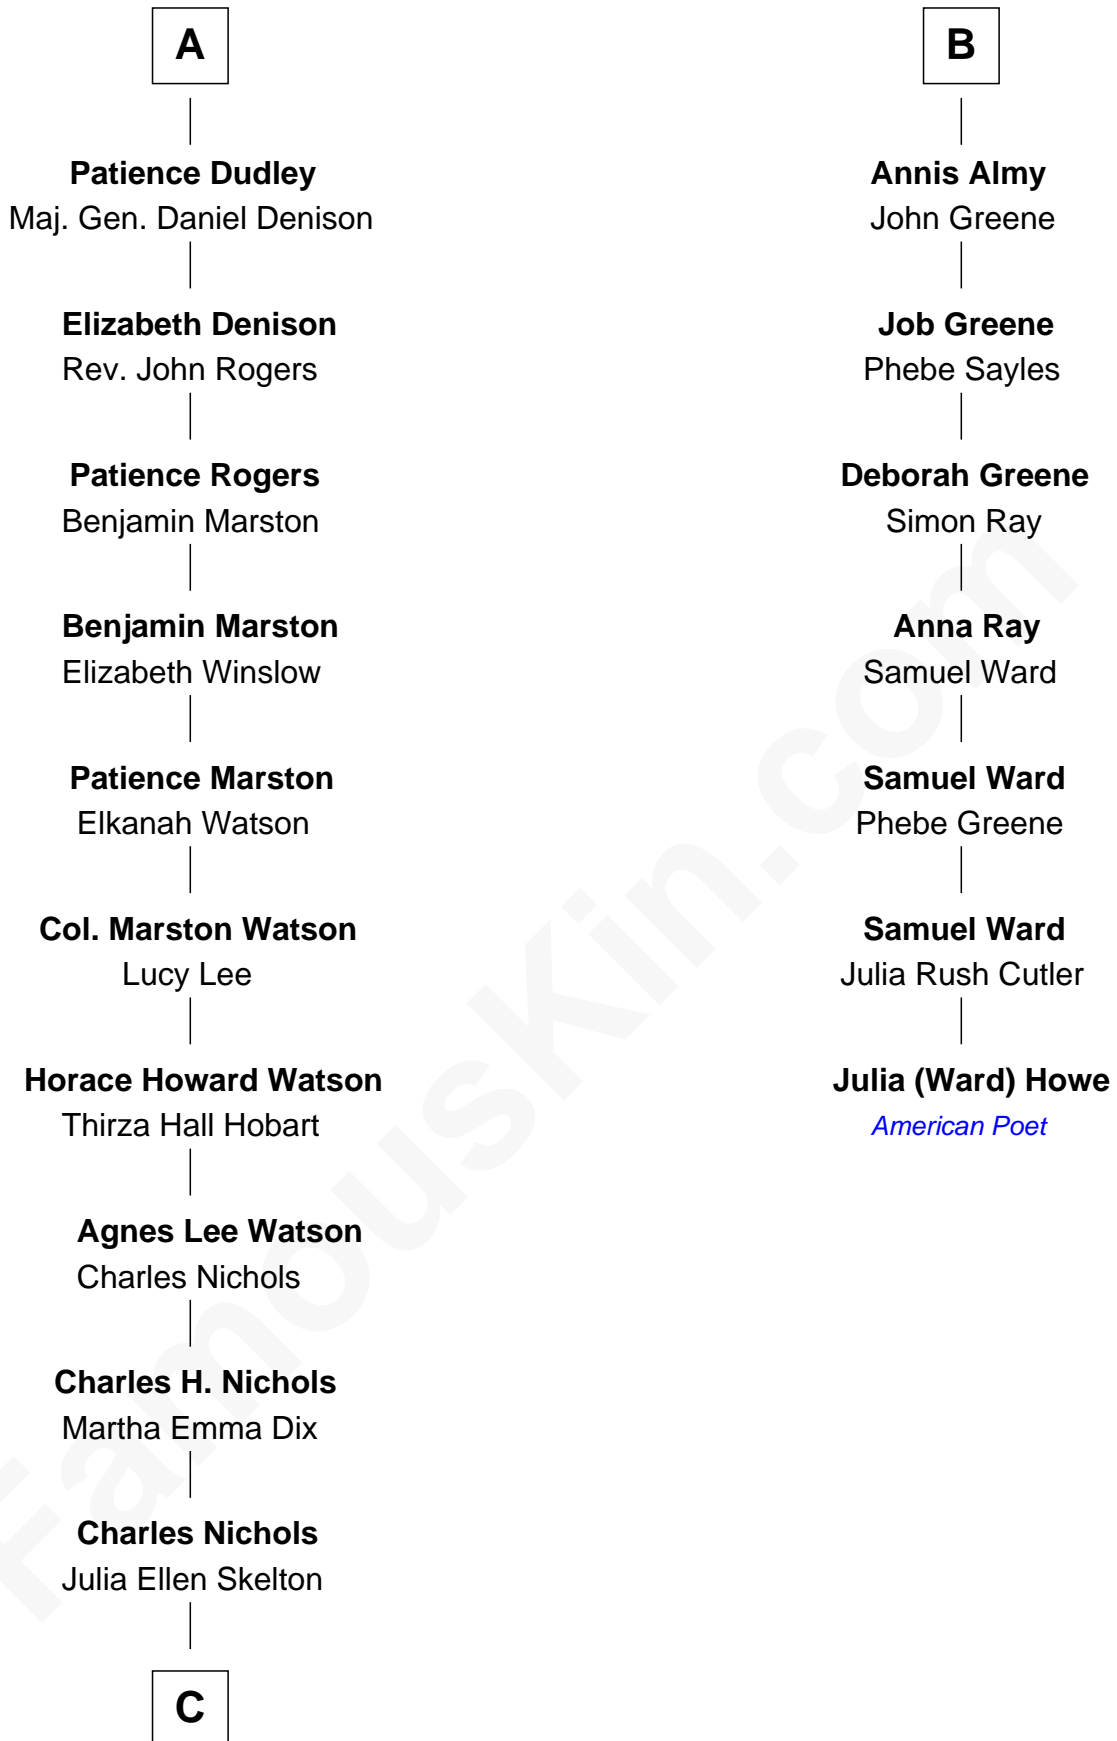 A
Patience Dudley
Maj. Gen. Daniel Denison
Elizabeth Denison
Rev. John Rogers
Patience Rogers
Benjamin Marston
Benjamin Marston
Elizabeth Winslow
Patience Marston
Elkanah Watson
Col. Marston Watson
Lucy Lee
Horace Howard Watson
Thirza Hall Hobart
Agnes Lee Watson
Charles Nichols
Charles H. Nichols
Martha Emma Dix
Charles Nichols
Julia Ellen Skelton
C
B
Annis Almy
John Greene
Job Greene
Phebe Sayles
Deborah Greene
Simon Ray
Anna Ray
Samuel Ward
Samuel Ward
Phebe Greene
Samuel Ward
Julia Rush Cutler
Julia (Ward) Howe
American Poet
FamousKin.com